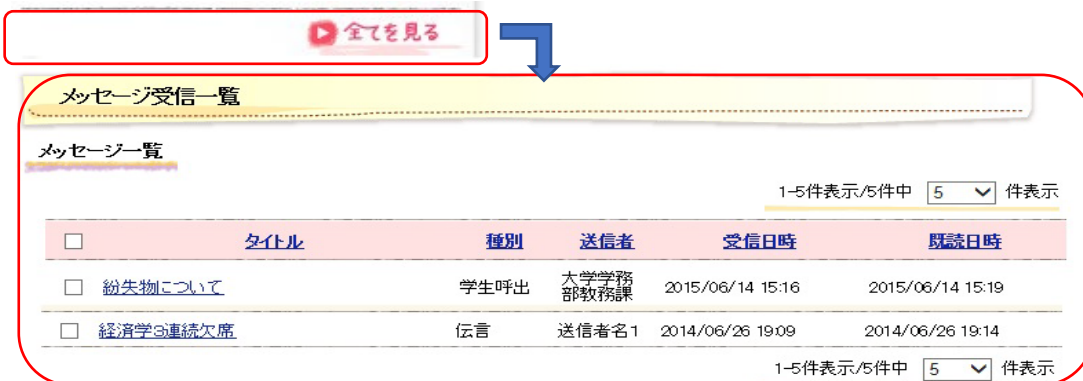 全てを見る
メッセージ受信一覧
メッセージ一覧
1-5件表示/5件中 5 件表示
タイトル 種別 送信者 受信日時 既読日時
紛失物について 学生呼出 大学学務部教務課 2015/06/14 15:16 2015/06/14 15:19
経済学3連続欠席 伝言 送信者名1 2014/06/26 19:09 2014/06/26 19:14
1-5件表示/5件中 5 件表示